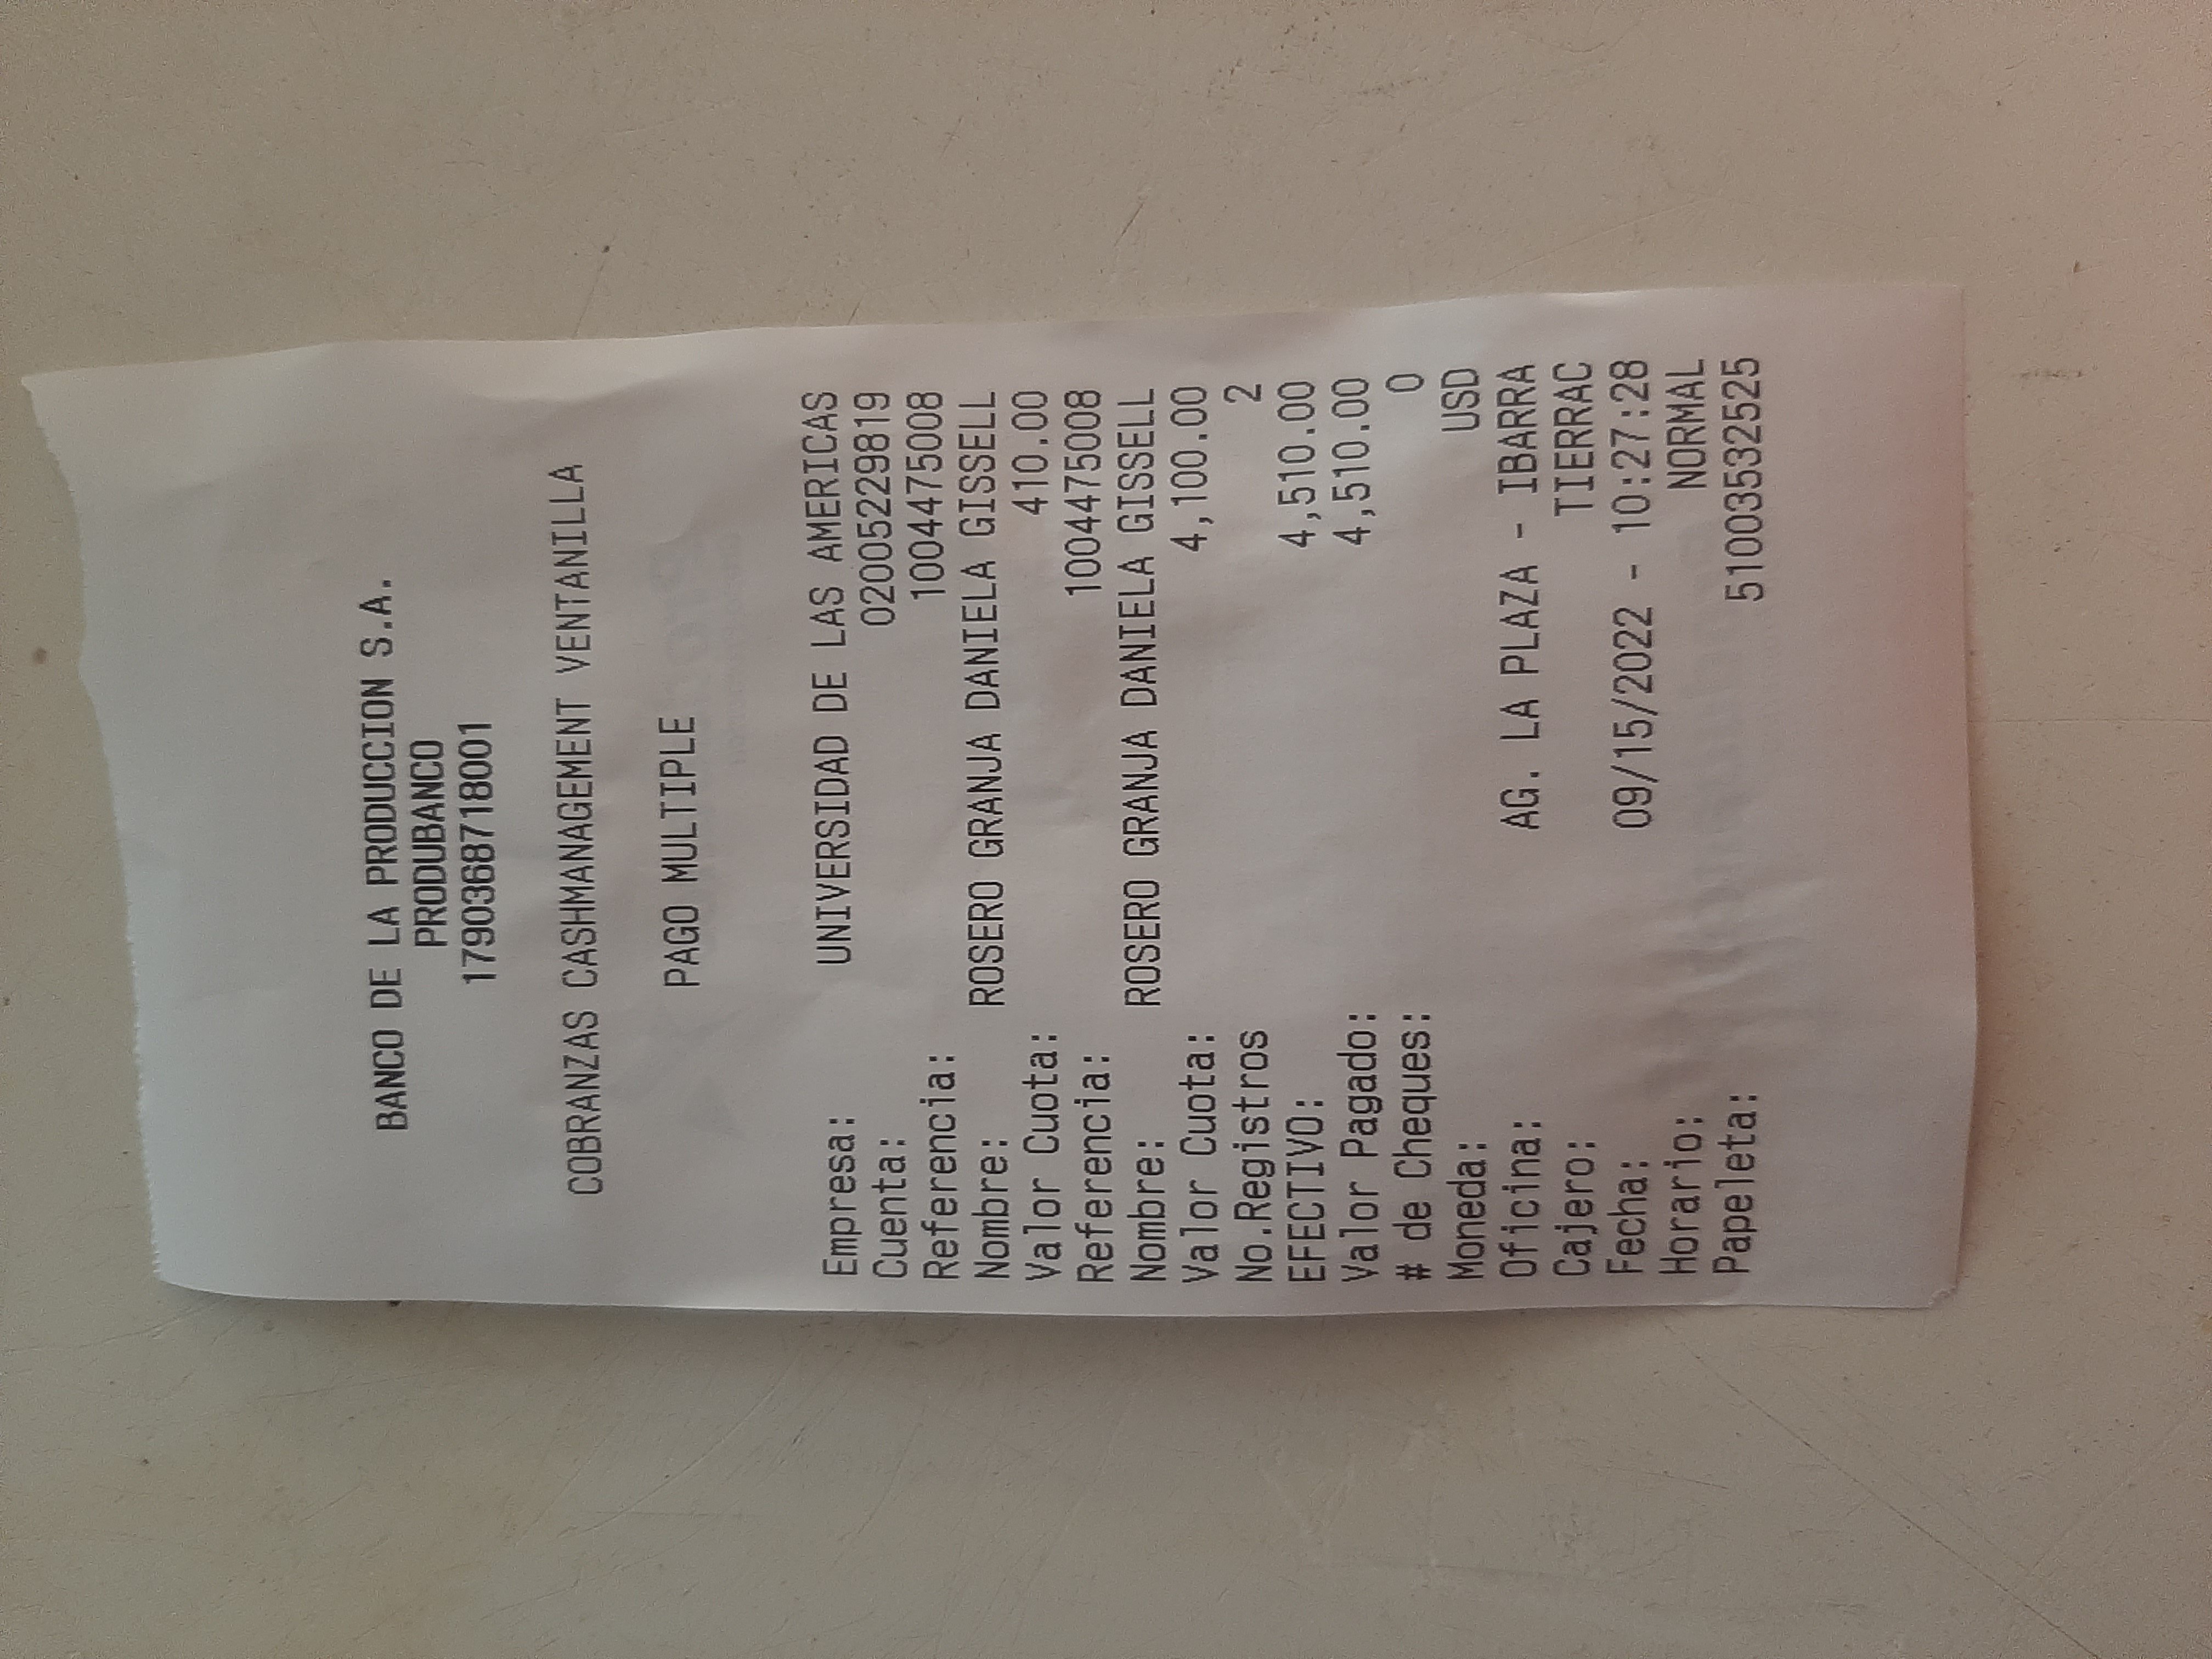 BANCO DE LA PRODUCCION S.A.
PRODUBANCO
1790368718001
COBRANZAS CASHMANAGEMENT VENTANILLA
PAGO MULTIPLE
Empresa: UNIVERSIDAD DE LAS AMERICAS
Cuenta: 02005229819
Referencia: 1004475008
Nombre: ROSERO GRANJA DANIELA GISSELL
Valor Cuota: 410.00
Referencia: 1004475008
Nombre: ROSERO GRANJA DANIELA GISSELL
Valor Cuota: 4,100.00
No.Registros 2
EFECTIVO: 4,510.00
Valor Pagado: 4,510.00
# de Cheques: 0
Moneda: USD
Oficina: AG. LA PLAZA - IBARRA
Cajero: TIERRAC
Fecha: 09/15/2022 - 10:27:28
Horario: NORMAL
Papeleta: 51003532525